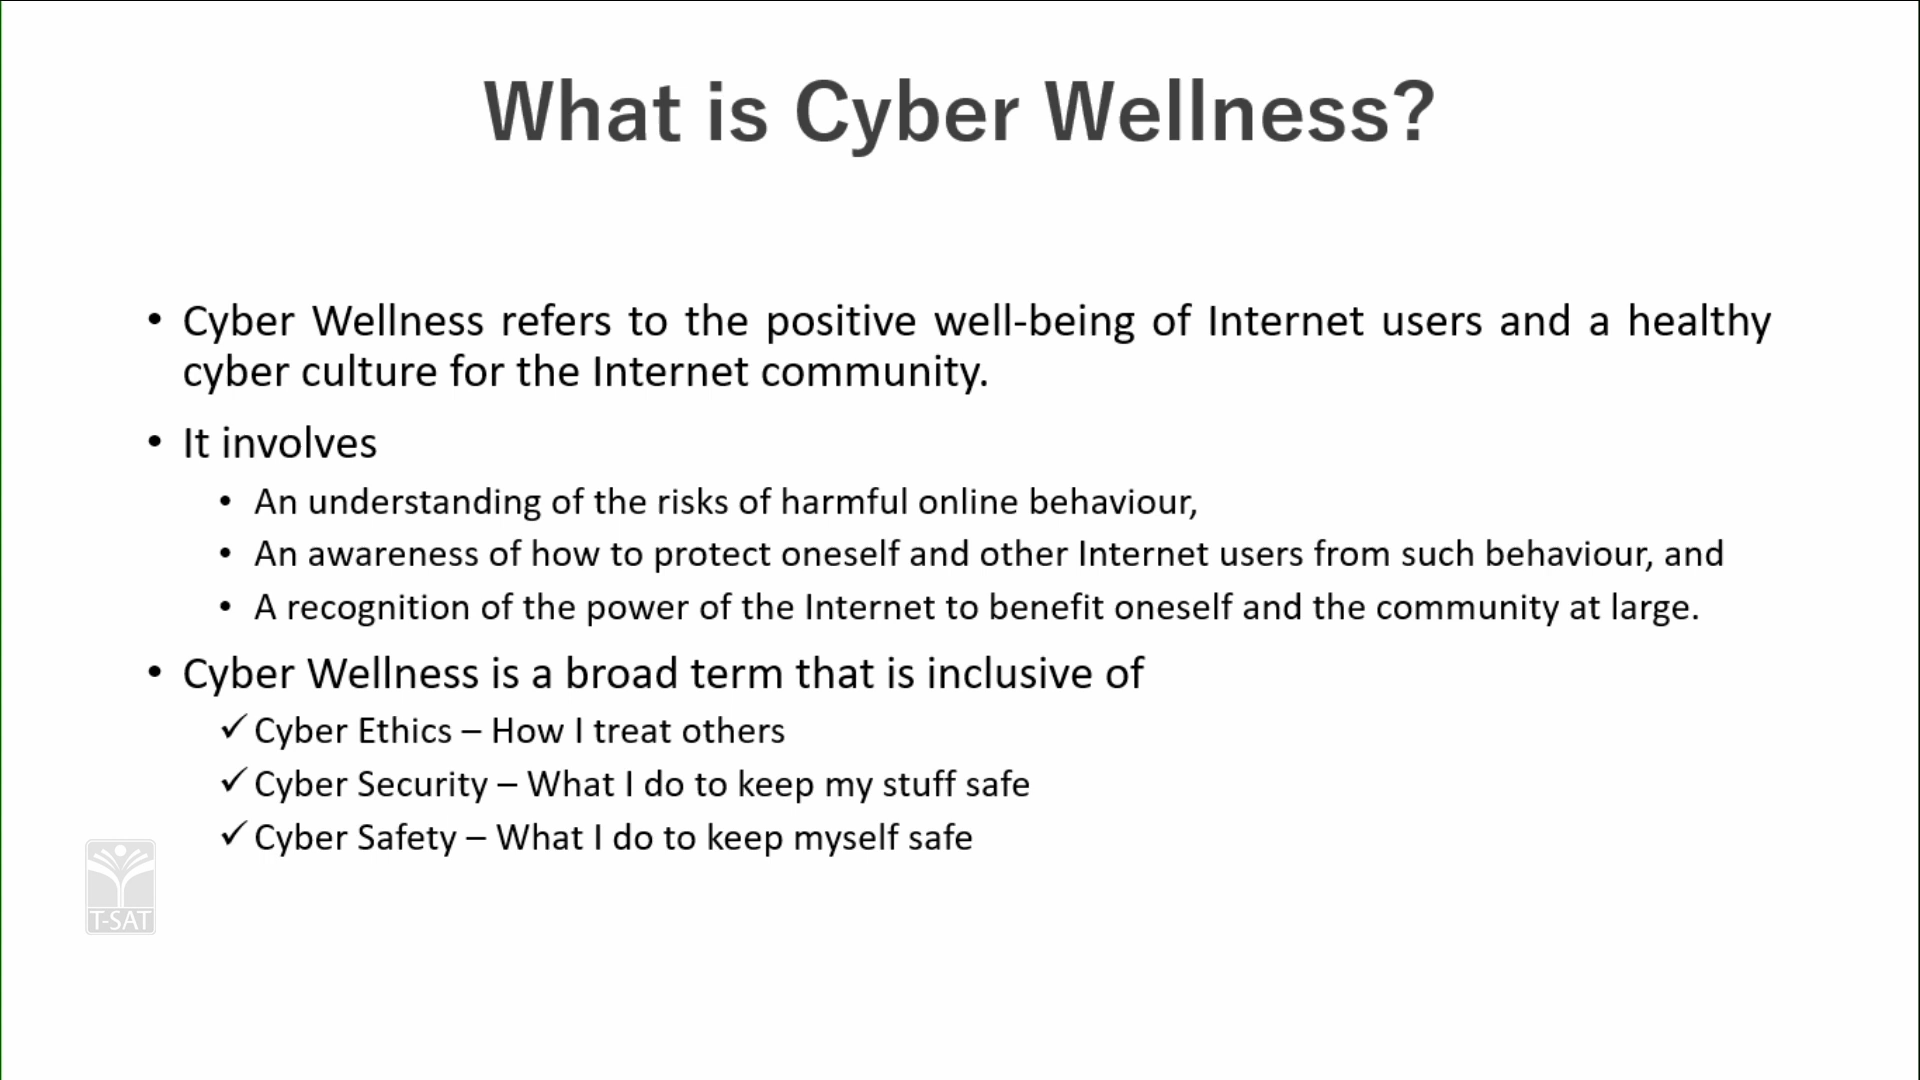 What is Cyber Wellness?
• Cyber Wellness refers to the positive well-being of Internet users and a healthy
cyber culture for the Internet community.
• It involves
• An understanding of the risks of harmful online behaviour,
• An awareness of how to protect oneself and other Internet users from such behaviour, and
• A recognition of the power of the Internet to benefit oneself and the community at large.
• Cyber Wellness is a broad term that is inclusive of
✓ Cyber Ethics – How I treat others
✓ Cyber Security – What I do to keep my stuff safe
✓ Cyber Safety – What I do to keep myself safe
T-SAT